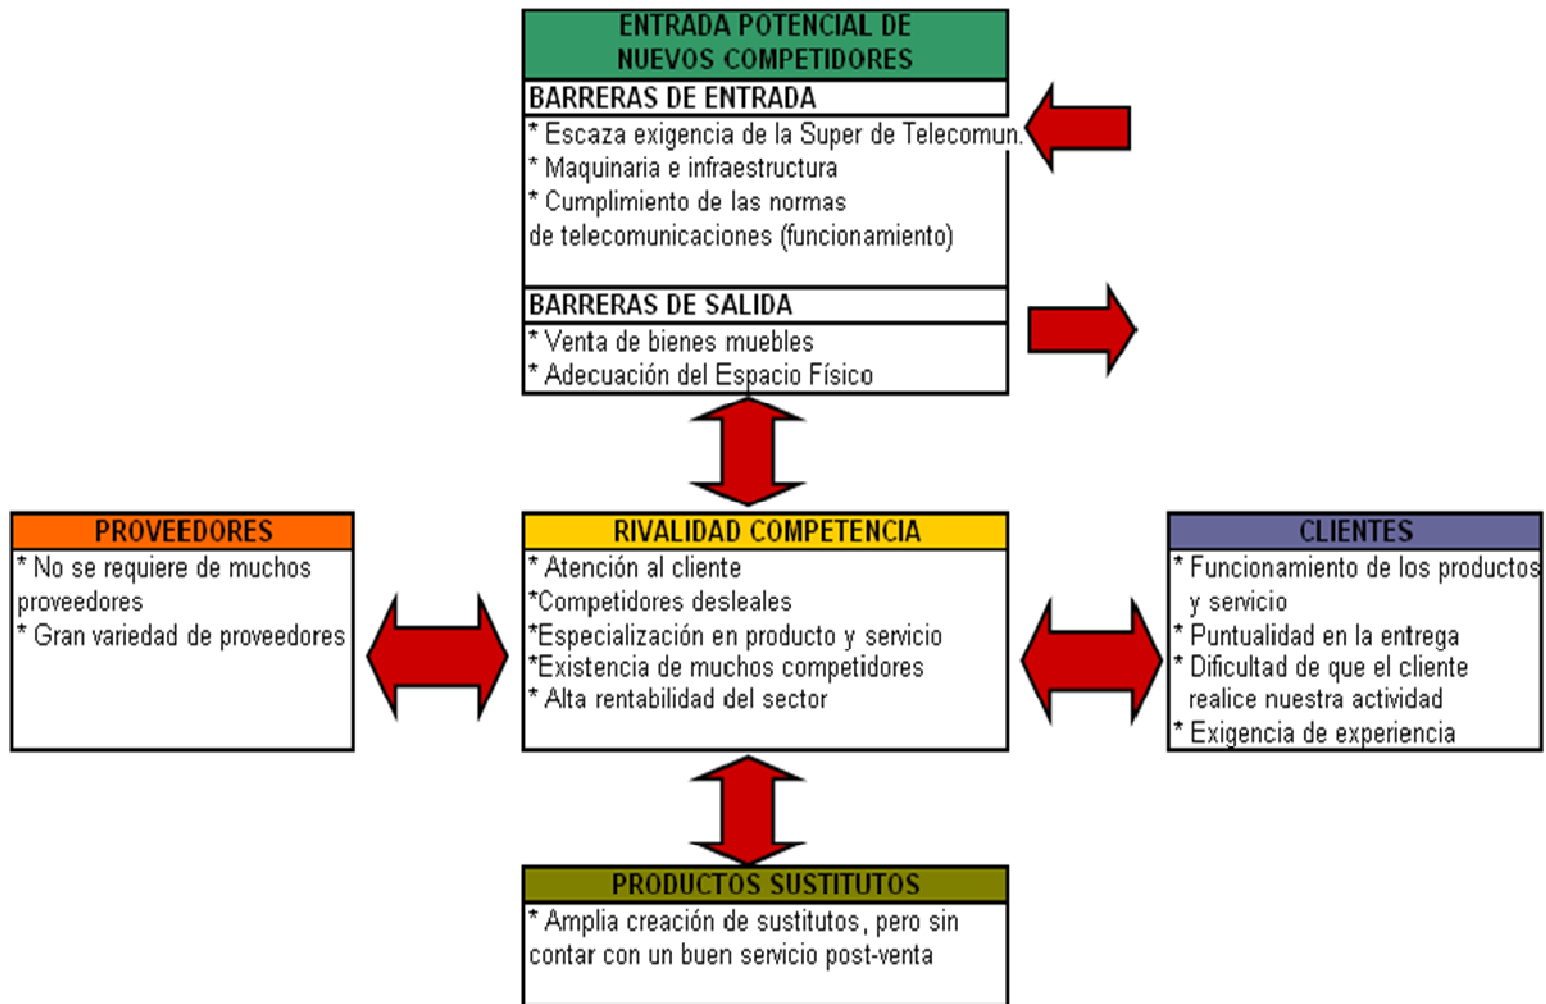 ENTRADA POTENCIAL DE
NUEVOS COMPETIDORES
BARRERAS DE ENTRADA
* Escaza exigencia de la Super de Telecomun.
* Maquinaria e infraestructura
* Cumplimiento de las normas
de telecomunicaciones (funcionamiento)
BARRERAS DE SALIDA
* Venta de bienes muebles
* Adecuación del Espacio Físico
PROVEEDORES
* No se requiere de muchos
proveedores
* Gran variedad de proveedores
RIVALIDAD COMPETENCIA
* Atención al cliente
*Competidores desleales
*Especialización en producto y servicio
*Existencia de muchos competidores
* Alta rentabilidad del sector
CLIENTES
* Funcionamiento de los productos
y servicio
* Puntualidad en la entrega
* Dificultad de que el cliente
realice nuestra actividad
* Exigencia de experiencia
PRODUCTOS SUSTITUTOS
* Amplia creación de sustitutos, pero sin
contar con un buen servicio post-venta